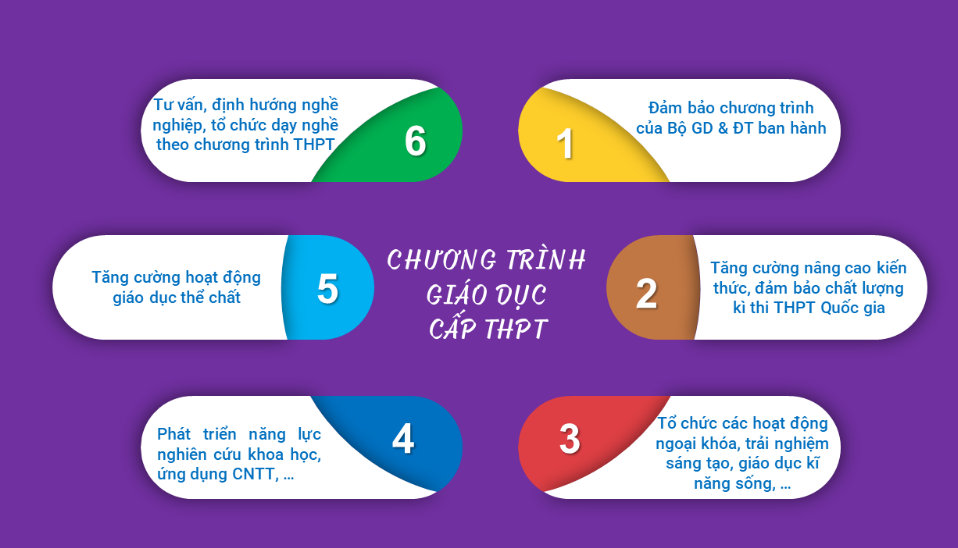 CHƯƠNG TRÌNH
GIÁO DỤC
CẤP THPT
1
Đảm bảo chương trình
của Bộ GD & ĐT ban hành
2
Tăng cường nâng cao kiến
thức, đảm bảo chất lượng
kì thi THPT Quốc gia
3
Tổ chức các hoạt động
ngoại khóa, trải nghiệm
sáng tạo, giáo dục kĩ
năng sống, ...
4
Phát triển năng lực
nghiên cứu khoa học,
ứng dụng CNTT, ...
5
Tăng cường hoạt động
giáo dục thể chất
6
Tư vấn, định hướng nghề
nghiệp, tổ chức dạy nghề
theo chương trình THPT